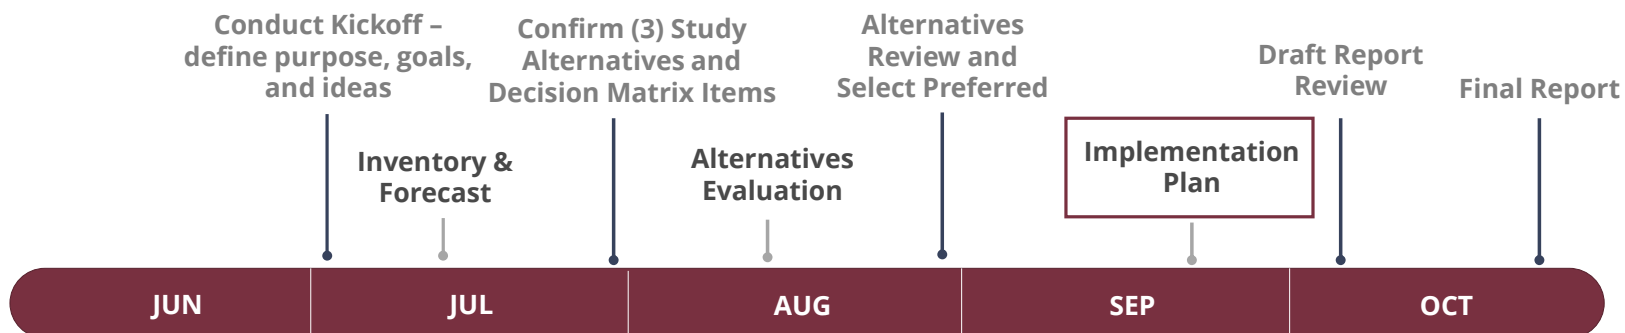 Conduct Kickoff –
define purpose, goals,
and ideas
Inventory &
Forecast
Confirm (3) Study
Alternatives and
Decision Matrix Items
Alternatives
Evaluation
Alternatives
Review and
Select Preferred
Implementation
Plan
Draft Report
Review
Final Report
JUN
JUL
AUG
SEP
OCT